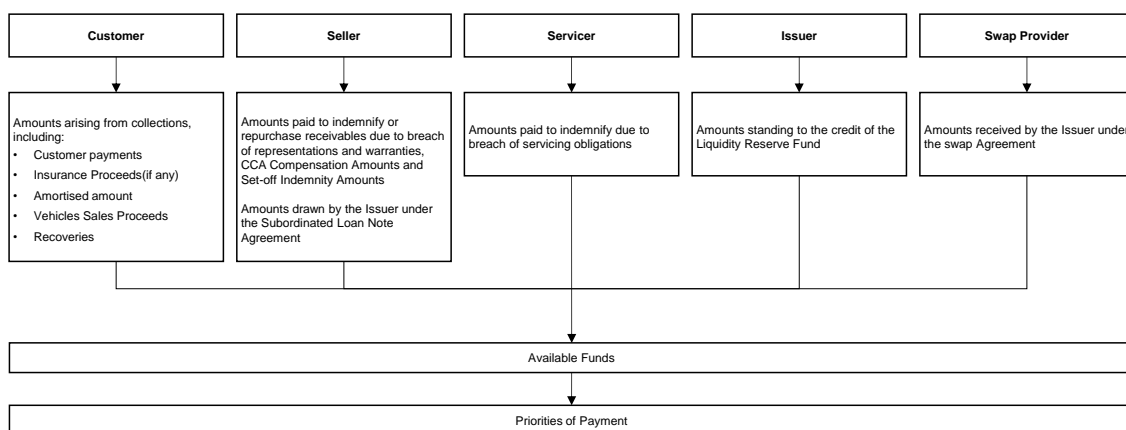 Customer
Seller
Servicer
Issuer
Swap Provider
Amounts arising from collections,
including:
• Customer payments
• Insurance Proceeds(if any)
• Amortised amount
• Vehicles Sales Proceeds
• Recoveries
Amounts paid to indemnify or
repurchase receivables due to breach
of representations and warranties,
CCA Compensation Amounts and
Set-off Indemnity Amounts
Amounts drawn by the Issuer under
the Subordinated Loan Note
Agreement
Amounts paid to indemnify due to
breach of servicing obligations
Amounts standing to the credit of the
Liquidity Reserve Fund
Amounts received by the Issuer under
the swap Agreement
Available Funds
Priorities of Payment